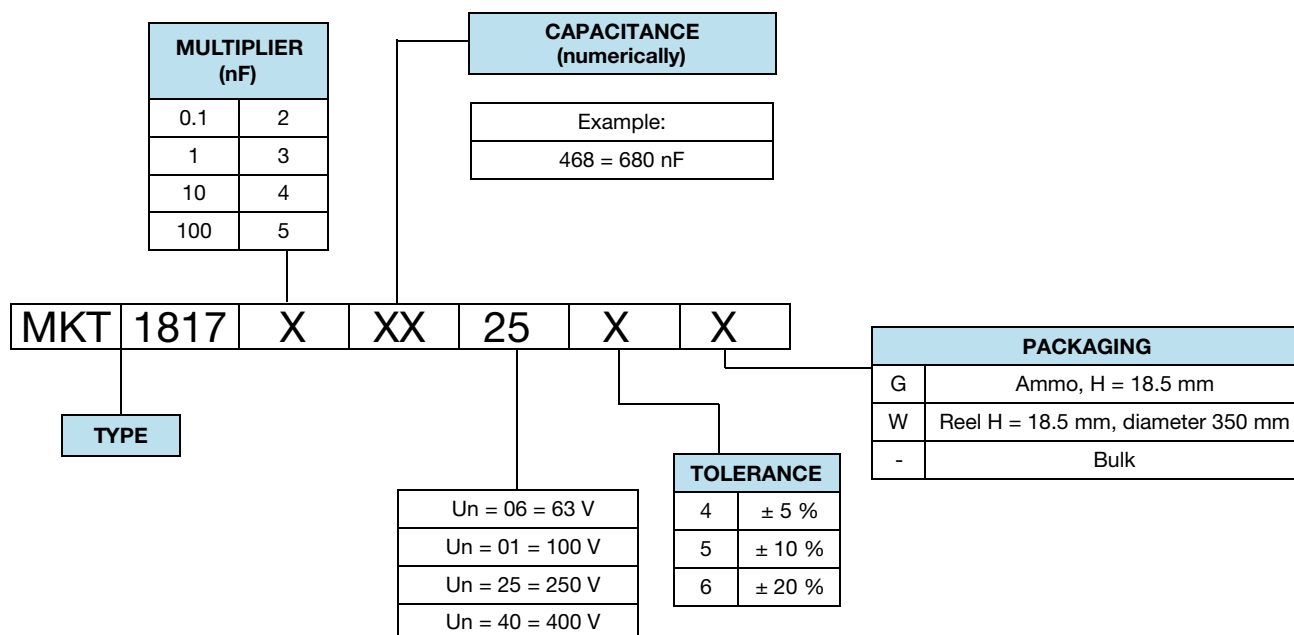 MULTIPLIER
(nF)
0.1 2
1 3
10 4
100 5
CAPACITANCE
(numerically)
Example:
468 = 680 nF
MKT 1817 X XX 25 X X
TYPE
Un = 06 = 63 V
Un = 01 = 100 V
Un = 25 = 250 V
Un = 40 = 400 V
TOLERANCE
4 ± 5 %
5 ± 10 %
6 ± 20 %
PACKAGING
G Ammo, H = 18.5 mm
W Reel H = 18.5 mm, diameter 350 mm
- Bulk